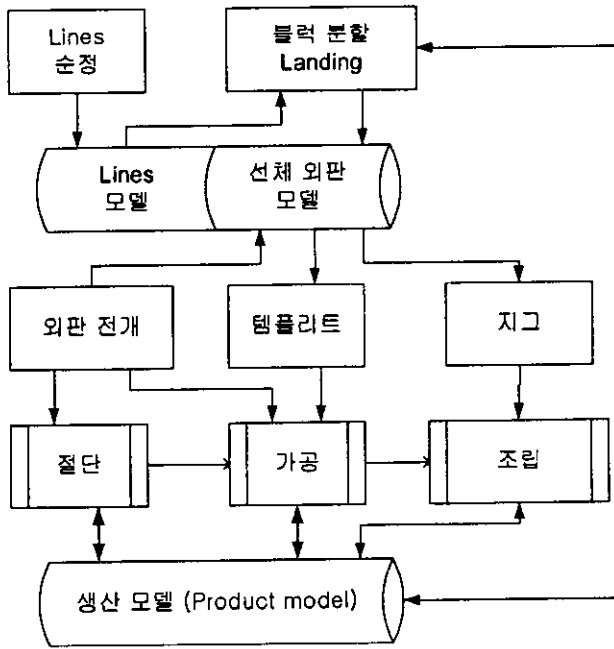 Lines
순정
블럭 분할
Landing
Lines
모델
선체 외판
모델
외판 전개
템플리트
지그
절단
가공
조립
생산 모델 (Product model)